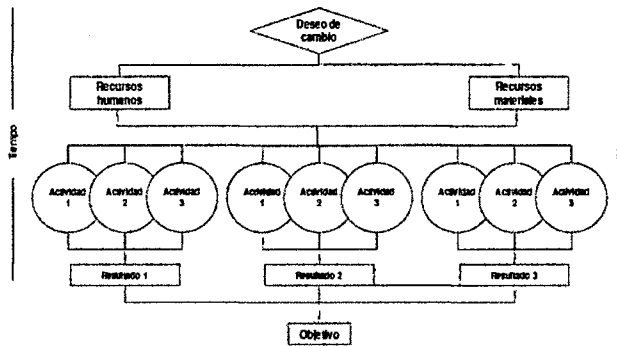 Deseo de
cambio
Recursos
humanos
Recursos
materiales
Tiempo
Actividad
1
Actividad
2
Actividad
3
Actividad
1
Actividad
2
Actividad
3
Actividad
1
Actividad
2
Actividad
3
Resultado 1
Resultado 2
Resultado 3
Objetivo